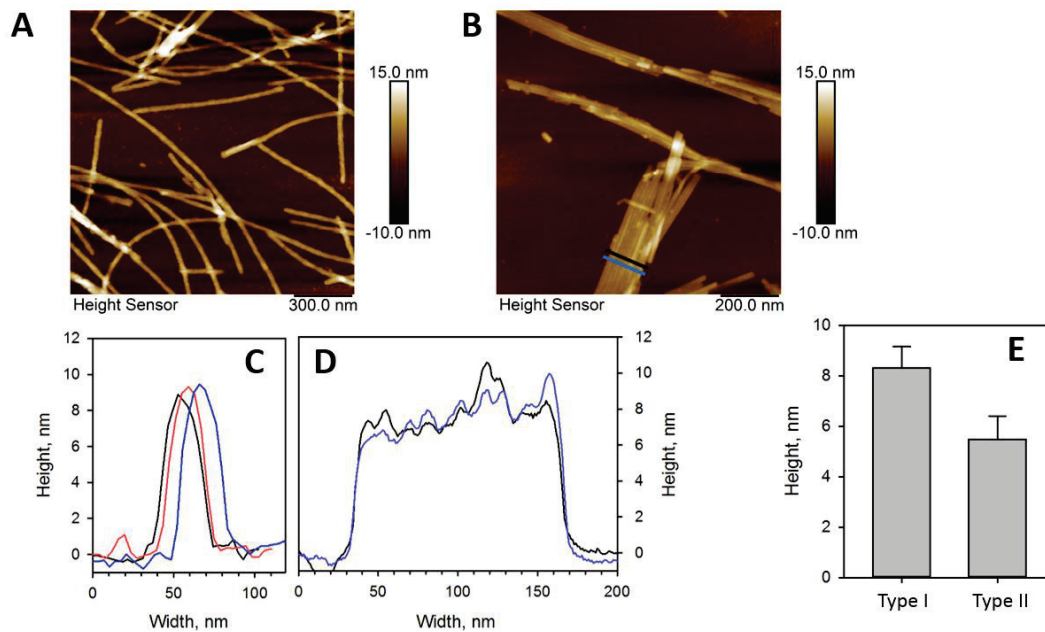 A
15.0 nm
-10.0 nm
Height Sensor
300.0 nm
B
15.0 nm
-10.0 nm
Height Sensor
200.0 nm
C
Height, nm
12
10
8
6
4
2
0
0 50 100
Width, nm
D
12
10
8
6
4
2
0
Height, nm
0 50 100 150 200
Width, nm
E
Height, nm
10
8
6
4
2
0
Type I Type II